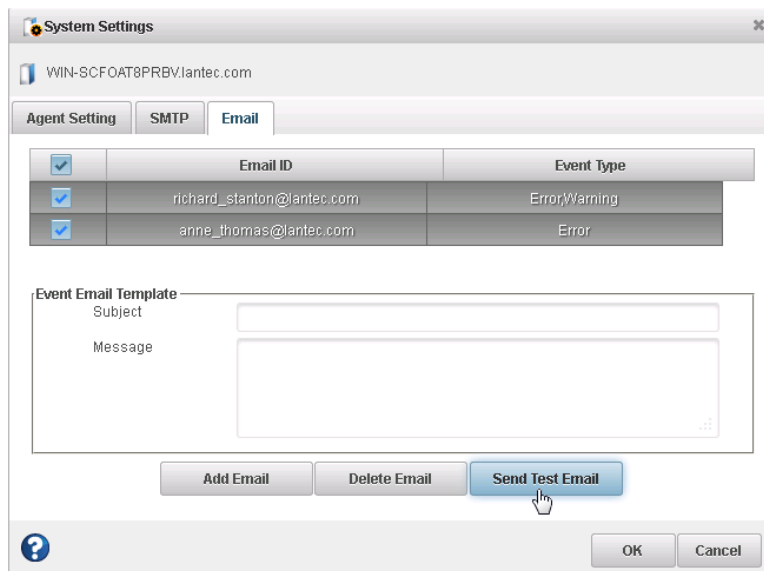 System Settings
WIN-SCFOAT8PRBV.lantec.com
Agent Setting SMTP Email
Email ID Event Type
richard_stanton@lantec.com Error,Warning
anne_thomas@lantec.com Error
Event Email Template
Subject
Message
Add Email Delete Email Send Test Email
?
OK Cancel